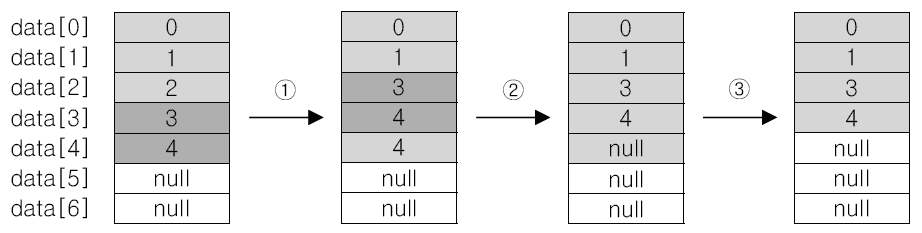 data[0] 0 0 0 0
data[1] 1 1 1 1
data[2] 2 ① 3 ② 3 ③ 3
data[3] 3 4 4 4
data[4] 4 4 null null
data[5] null null null null
data[6] null null null null